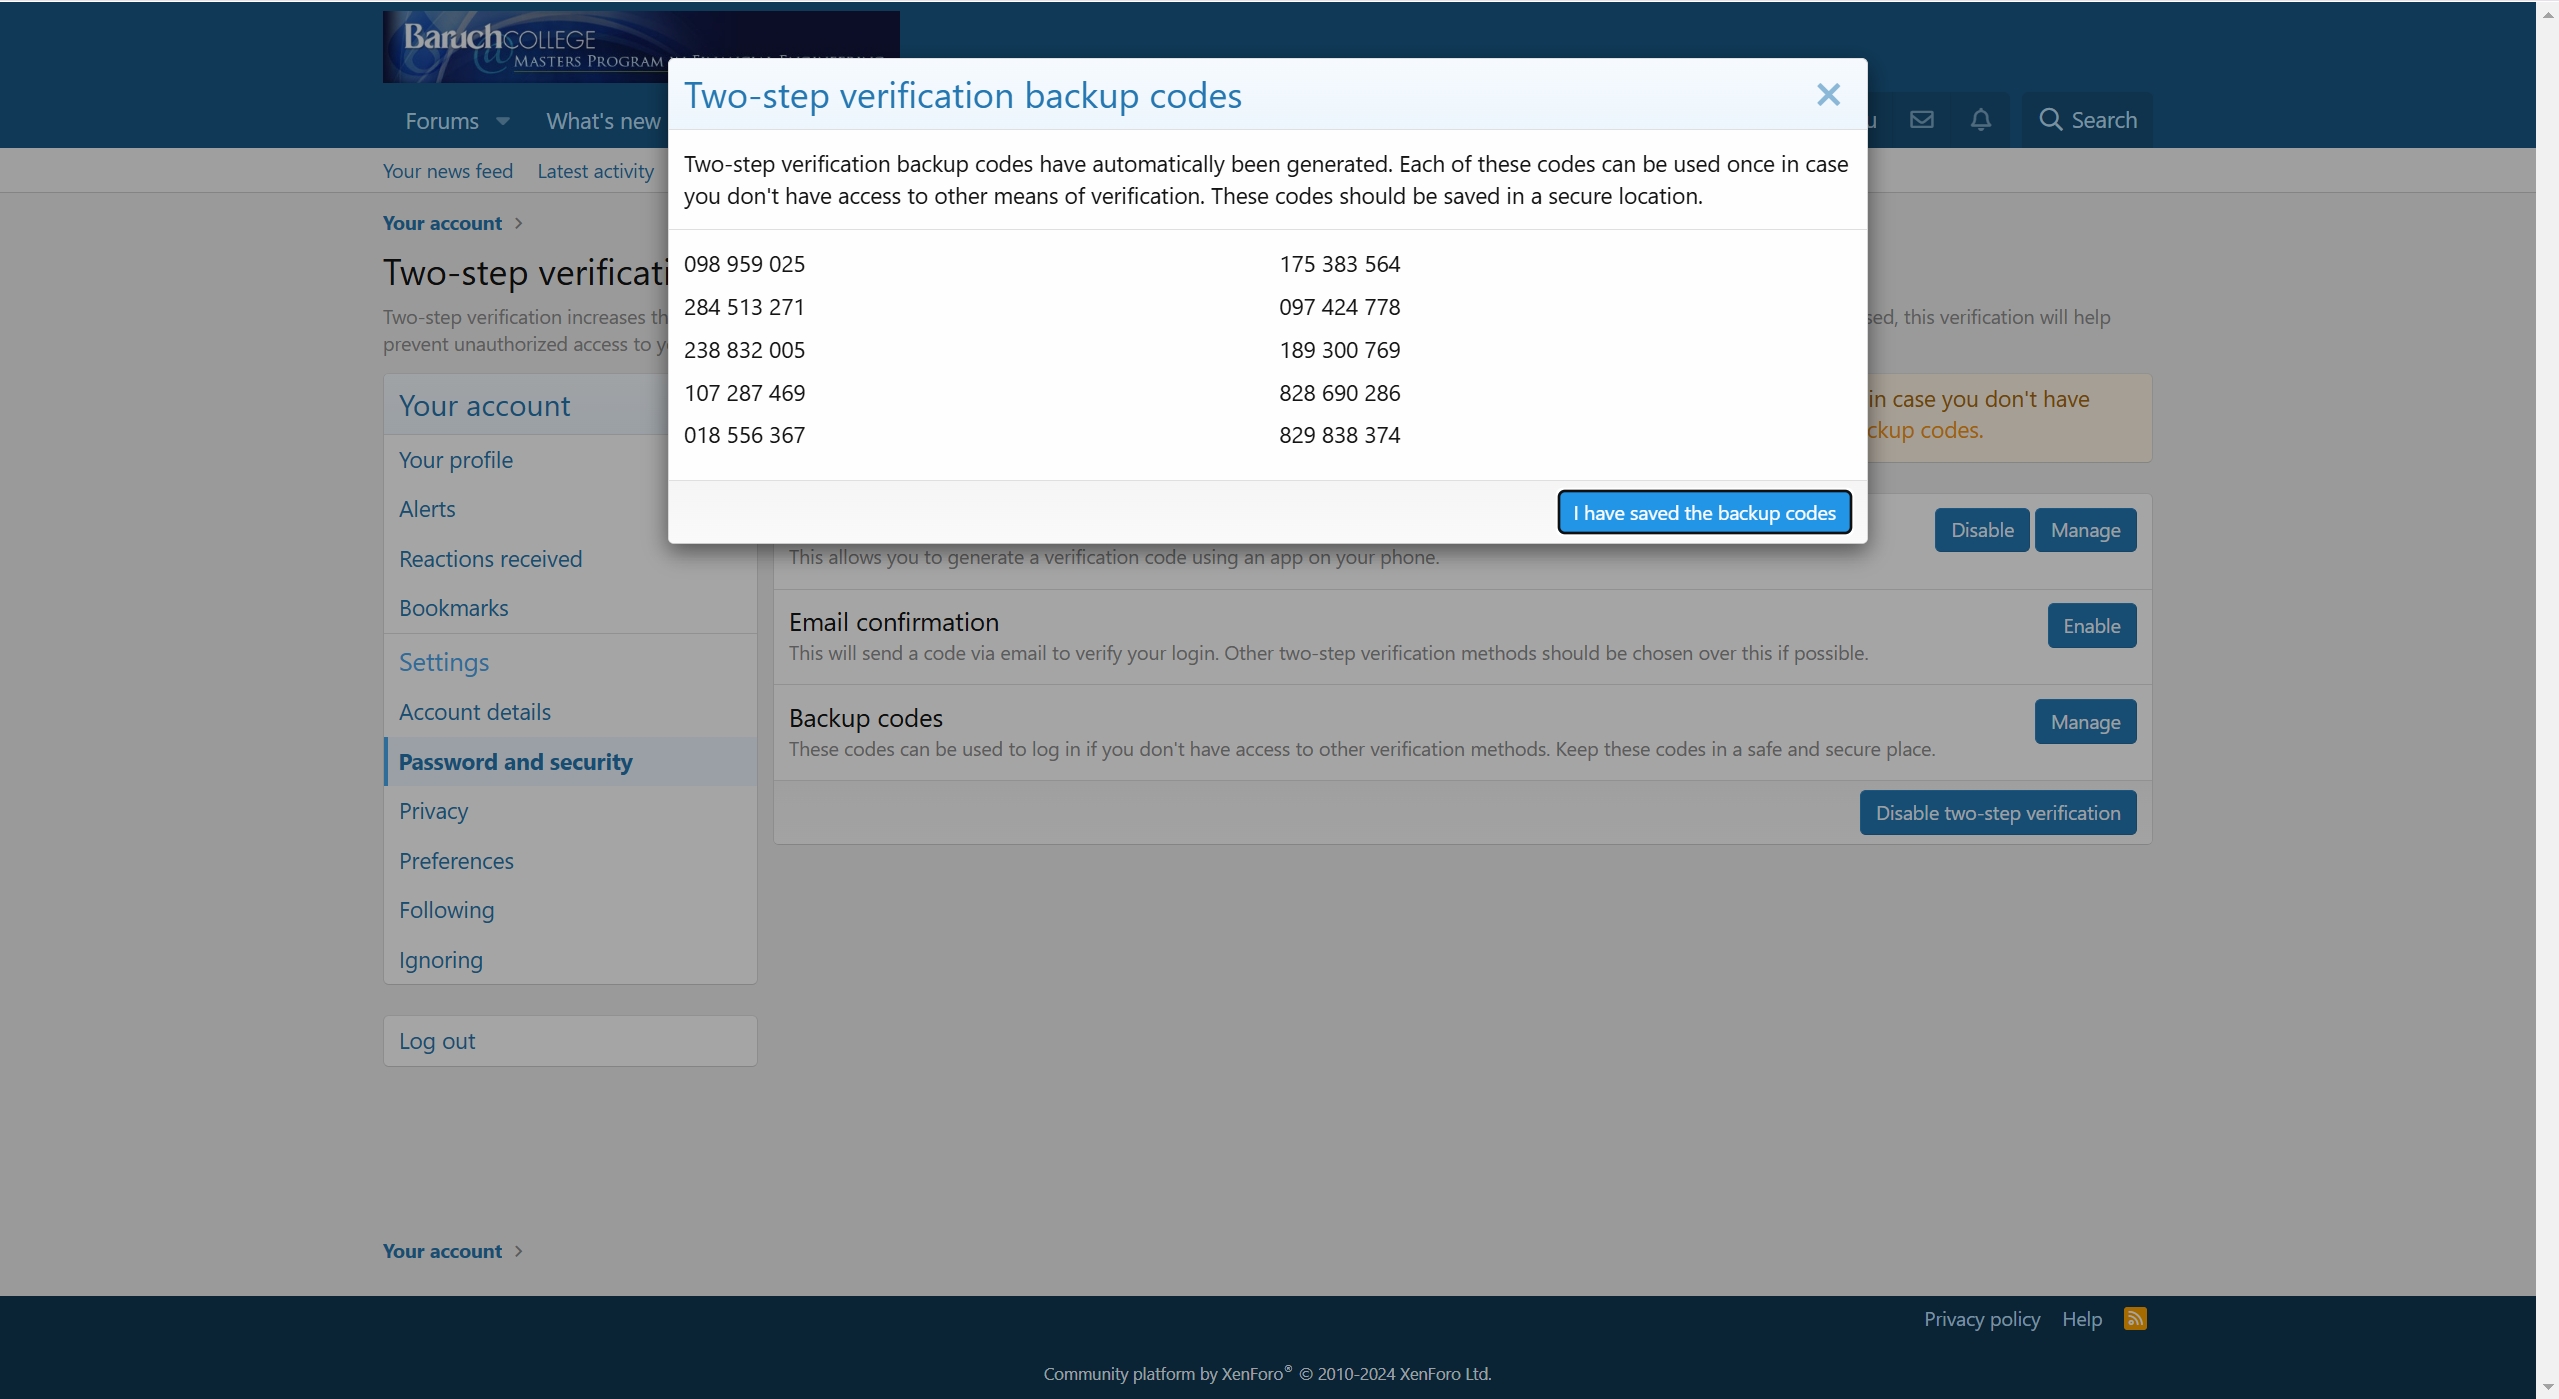 Baruch COLLEGE
MASTERS PROGRAM
Forums
What's new
Search
Your news feed
Latest activity
Your account
Two-step verificati
Two-step verification increases th
sed, this verification will help
prevent unauthorized access to y
Two-step verification backup codes
Two-step verification backup codes have automatically been generated. Each of these codes can be used once in case
you don't have access to other means of verification. These codes should be saved in a secure location.
098 959 025
175 383 564
284 513 271
097 424 778
238 832 005
189 300 769
107 287 469
828 690 286
018 556 367
829 838 374
I have saved the backup codes
Your account
Your profile
Alerts
Reactions received
Bookmarks
Settings
Account details
Password and security
Privacy
Preferences
Following
Ignoring
Log out
in case you don't have
ckup codes.
Disable
Manage
This allows you to generate a verification code using an app on your phone.
Email confirmation
Enable
This will send a code via email to verify your login. Other two-step verification methods should be chosen over this if possible.
Backup codes
Manage
These codes can be used to log in if you don't have access to other verification methods. Keep these codes in a safe and secure place.
Disable two-step verification
Your account
Privacy policy
Help
Community platform by XenForo® © 2010-2024 XenForo Ltd.